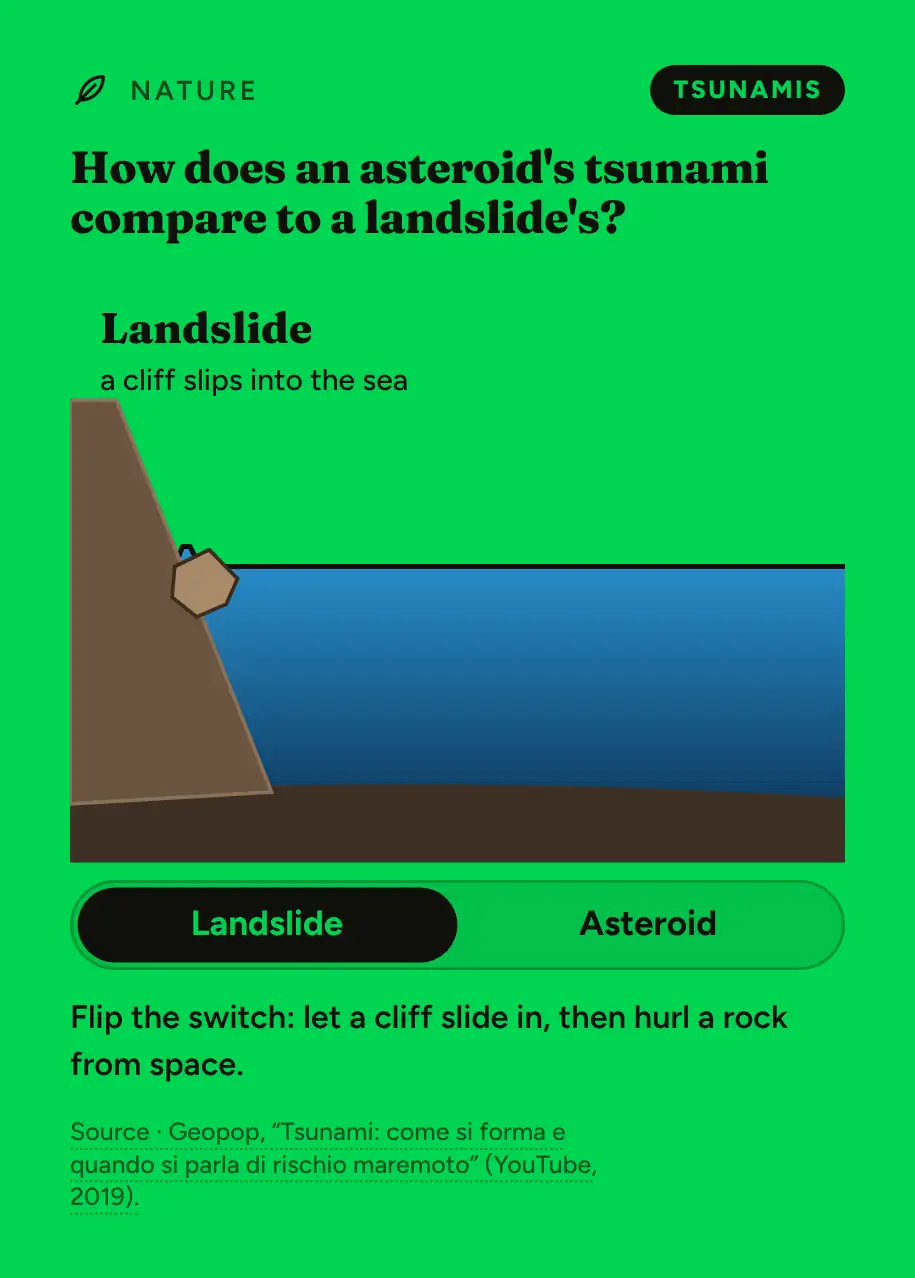 NATURE
TSUNAMIS
How does an asteroid's tsunami
compare to a landslide's?
Landslide
a cliff slips into the sea
Landslide
Asteroid
Flip the switch: let a cliff slide in, then hurl a rock
from space.
Source · Geopop, “Tsunami: come si forma e
quando si parla di rischio maremoto” (YouTube,
2019).